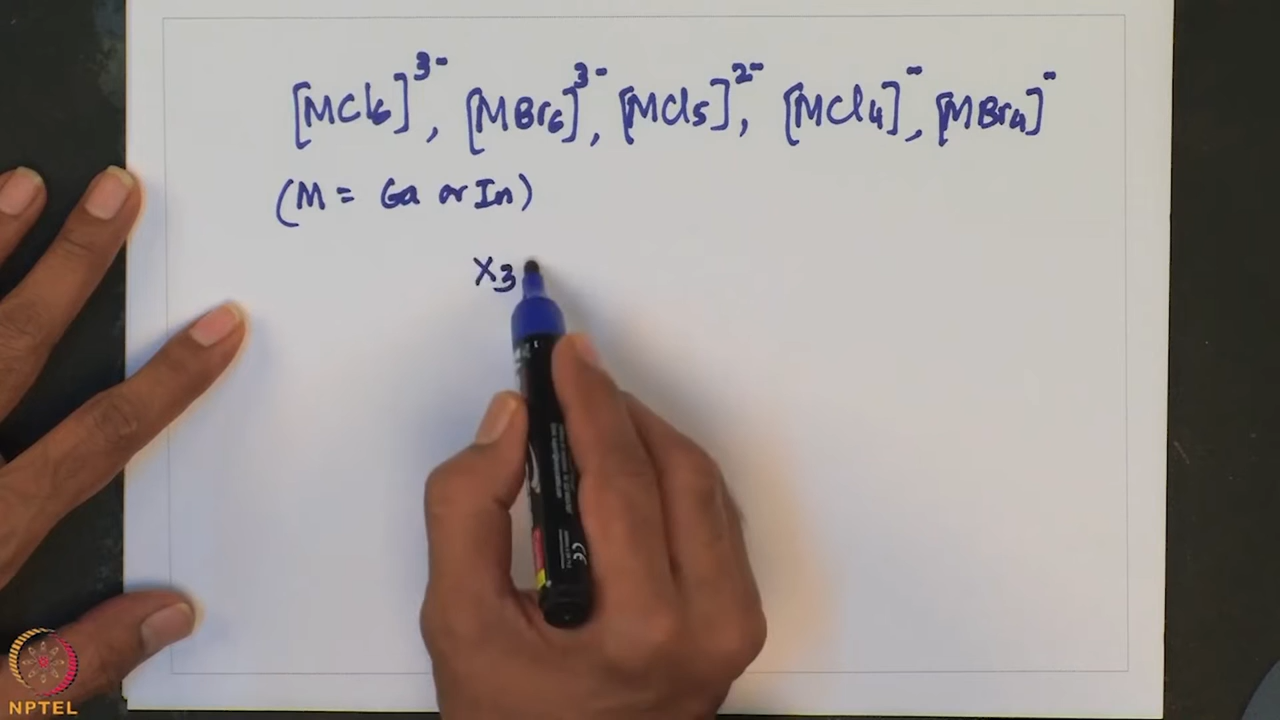 [MCl6]3-, [MBr6]3-, [MCl5]2-, [MCl4]-, [MBr4]-
(M = Ga or In)
X3
NPTEL